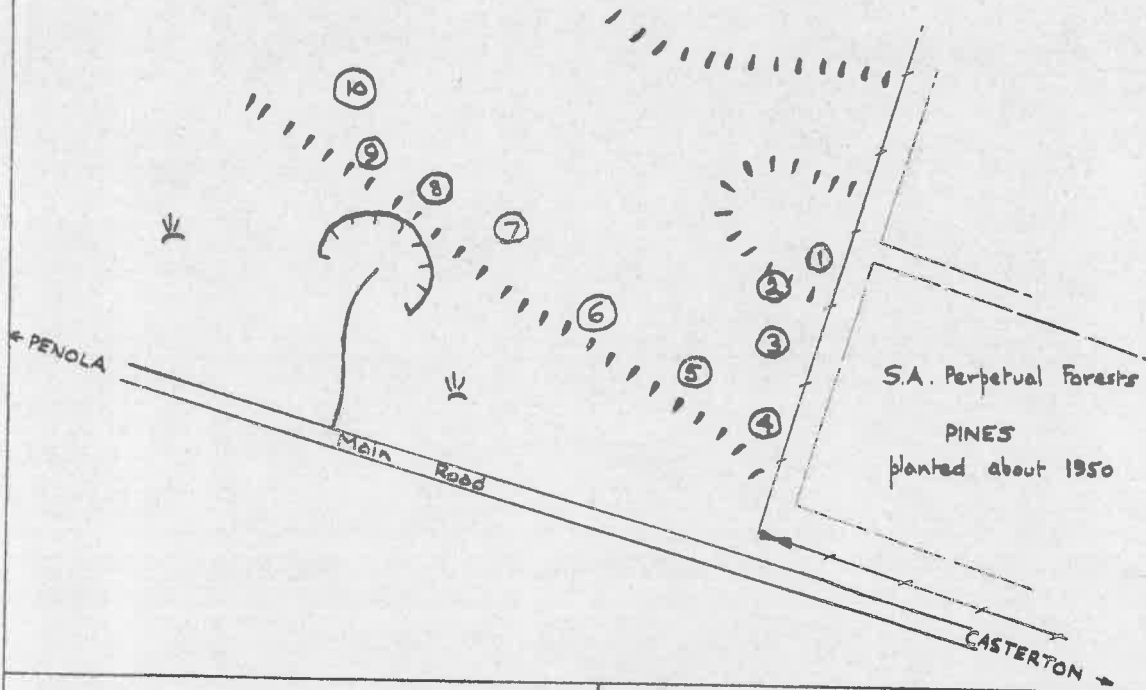 10
9
8
7
1
2
6
3
← PENOLA
5
S.A. Perpetual Forests
4
PINES
Main Road
planted about 1950
CASTERTON →